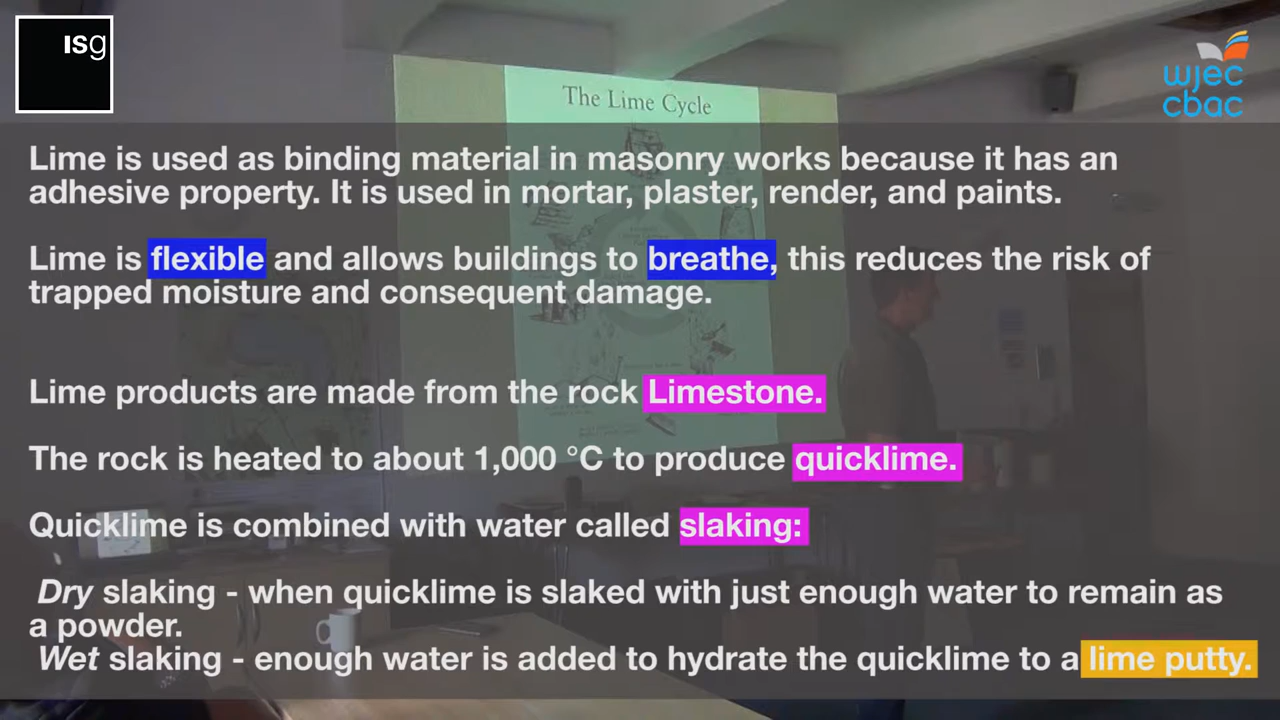 ısg
wjec
cbac
The Lime Cycle
Lime is used as binding material in masonry works because it has an
adhesive property. It is used in mortar, plaster, render, and paints.
Lime is flexible and allows buildings to breathe, this reduces the risk of
trapped moisture and consequent damage.
Lime products are made from the rock Limestone.
The rock is heated to about 1,000 °C to produce quicklime.
Quicklime is combined with water called slaking:
Dry slaking - when quicklime is slaked with just enough water to remain as
a powder.
Wet slaking - enough water is added to hydrate the quicklime to a lime putty.